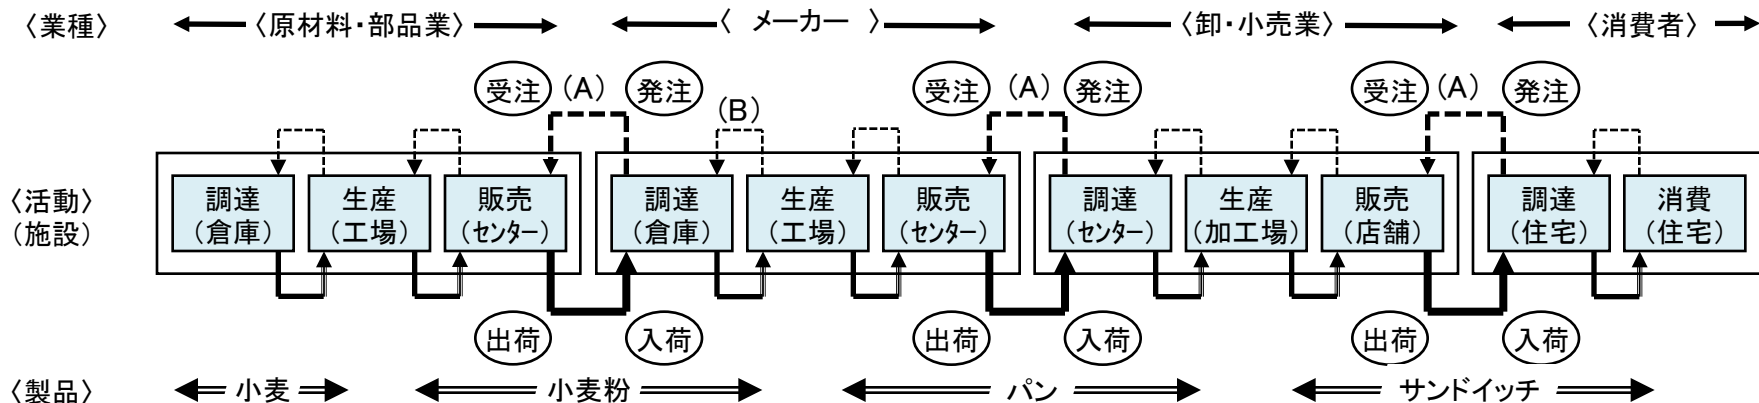 〈業種〉 〈原材料・部品業〉 〈 メーカー 〉 〈卸・小売業〉 〈消費者〉
受注 (A) 発注 受注 (A) 発注 受注 (A) 発注
(B)
〈活動〉
(施設)
調達
(倉庫)
生産
(工場)
販売
(センター)
調達
(倉庫)
生産
(工場)
販売
(センター)
調達
(センター)
生産
(加工場)
販売
(店舗)
調達
(住宅)
消費
(住宅)
出荷 入荷 出荷 入荷 出荷 入荷
〈製品〉 小麦 小麦粉 パン サンドイッチ